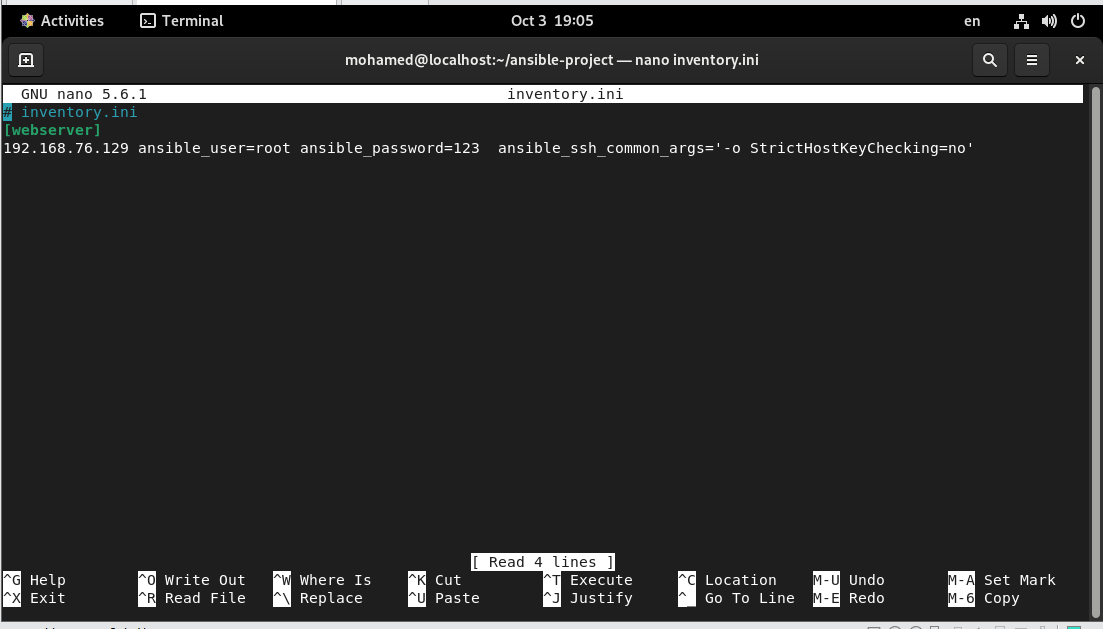 Activities Terminal Oct 3 19:05 en
mohamed@localhost:~/ansible-project — nano inventory.ini
GNU nano 5.6.1 inventory.ini
# inventory.ini
[webserver]
192.168.76.129 ansible_user=root ansible_password=123  ansible_ssh_common_args='-o StrictHostKeyChecking=no'
[ Read 4 lines ]
^G Help ^O Write Out ^W Where Is ^K Cut ^T Execute ^C Location M-U Undo M-A Set Mark
^X Exit ^R Read File ^\ Replace ^U Paste ^J Justify ^_ Go To Line M-E Redo M-6 Copy